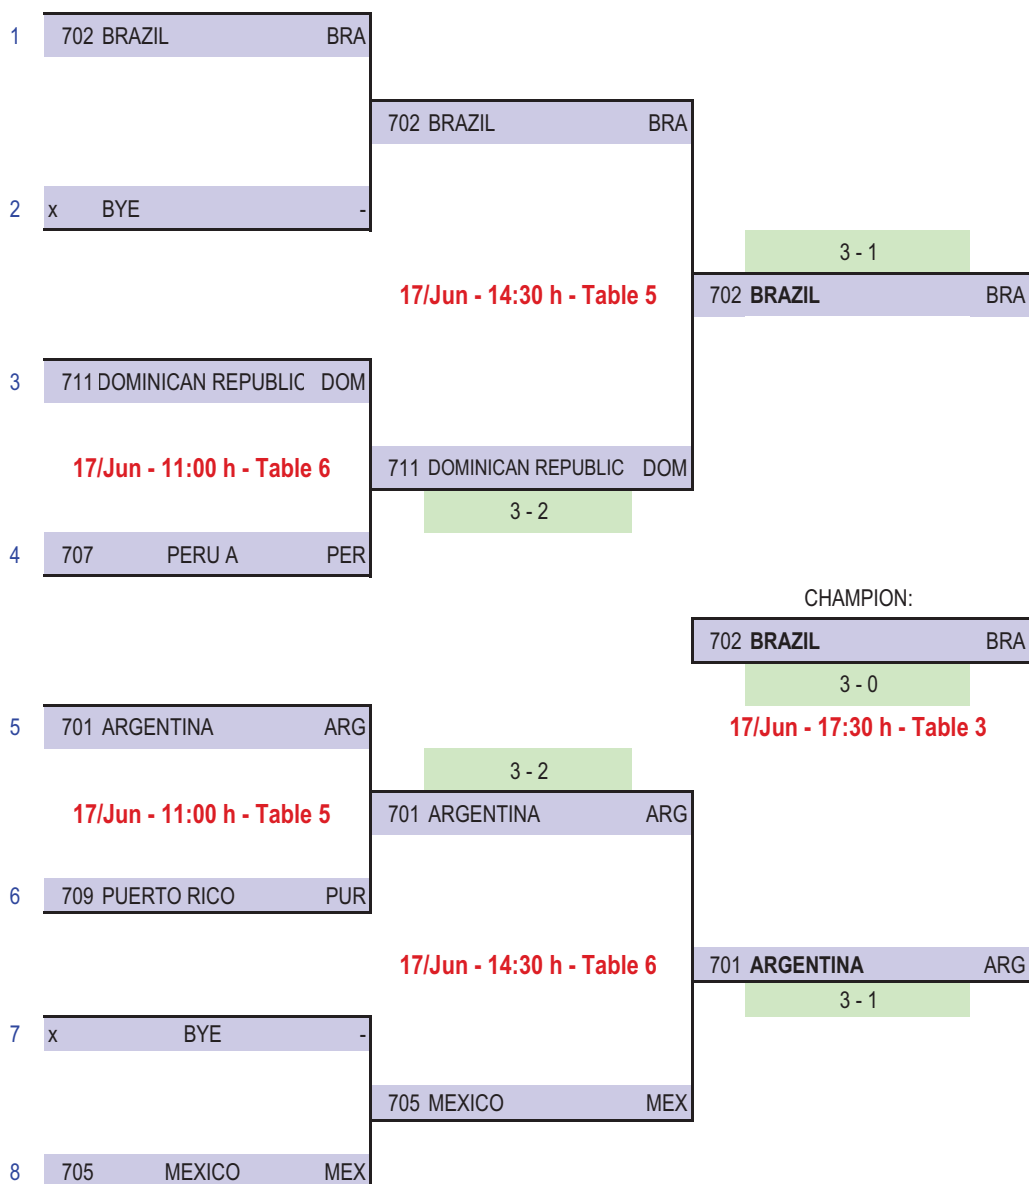 1 702 BRAZIL BRA
702 BRAZIL BRA
2 x BYE -
3 - 1
17/Jun - 14:30 h - Table 5
702 BRAZIL BRA
3 711 DOMINICAN REPUBLIC DOM
17/Jun - 11:00 h - Table 6
711 DOMINICAN REPUBLIC DOM
3 - 2
4 707 PERU A PER
CHAMPION:
702 BRAZIL BRA
3 - 0
5 701 ARGENTINA ARG
17/Jun - 17:30 h - Table 3
3 - 2
17/Jun - 11:00 h - Table 5
701 ARGENTINA ARG
6 709 PUERTO RICO PUR
17/Jun - 14:30 h - Table 6
701 ARGENTINA ARG
3 - 1
7 x BYE -
705 MEXICO MEX
8 705 MEXICO MEX